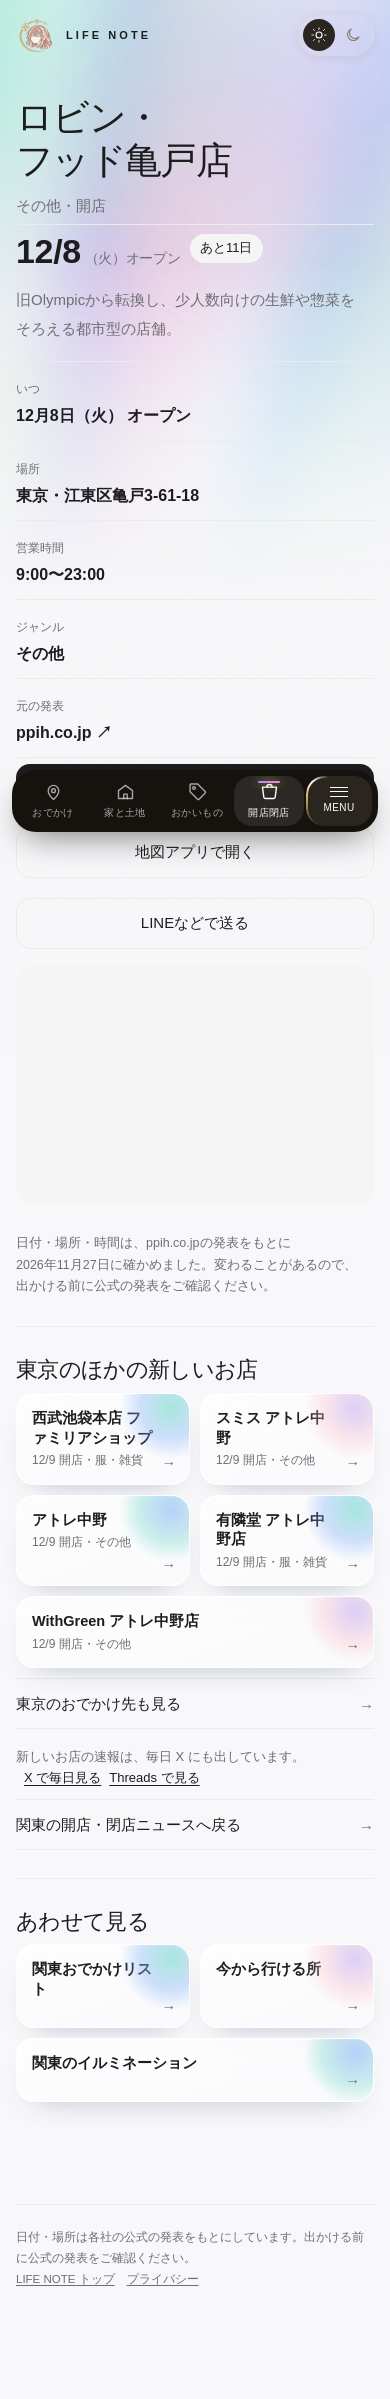 LIFE NOTE
ロビン・
フッド亀戸店
その他・開店
12/8 （火）オープン あと11日
旧Olympicから転換し、少人数向けの生鮮や惣菜を
そろえる都市型の店舗。
いつ
12月8日（火） オープン
場所
東京・江東区亀戸3-61-18
営業時間
9:00〜23:00
ジャンル
その他
元の発表
ppih.co.jp ↗
おでかけ
家と土地
おかいもの
開店閉店
MENU
地図アプリで開く
LINEなどで送る
日付・場所・時間は、ppih.co.jpの発表をもとに
2026年11月27日に確かめました。変わることがあるので、
出かける前に公式の発表をご確認ください。
東京のほかの新しいお店
西武池袋本店 フ
ァミリアショップ
12/9 開店・服・雑貨 →
スミス アトレ中
野
12/9 開店・その他 →
アトレ中野
12/9 開店・その他
→
有隣堂 アトレ中
野店
12/9 開店・服・雑貨 →
WithGreen アトレ中野店
12/9 開店・その他 →
東京のおでかけ先も見る →
新しいお店の速報は、毎日 X にも出しています。
X で毎日見る Threads で見る
関東の開店・閉店ニュースへ戻る →
あわせて見る
関東おでかけリス
ト
→
今から行ける所
→
関東のイルミネーション
→
日付・場所は各社の公式の発表をもとにしています。出かける前
に公式の発表をご確認ください。
LIFE NOTE トップ プライバシー